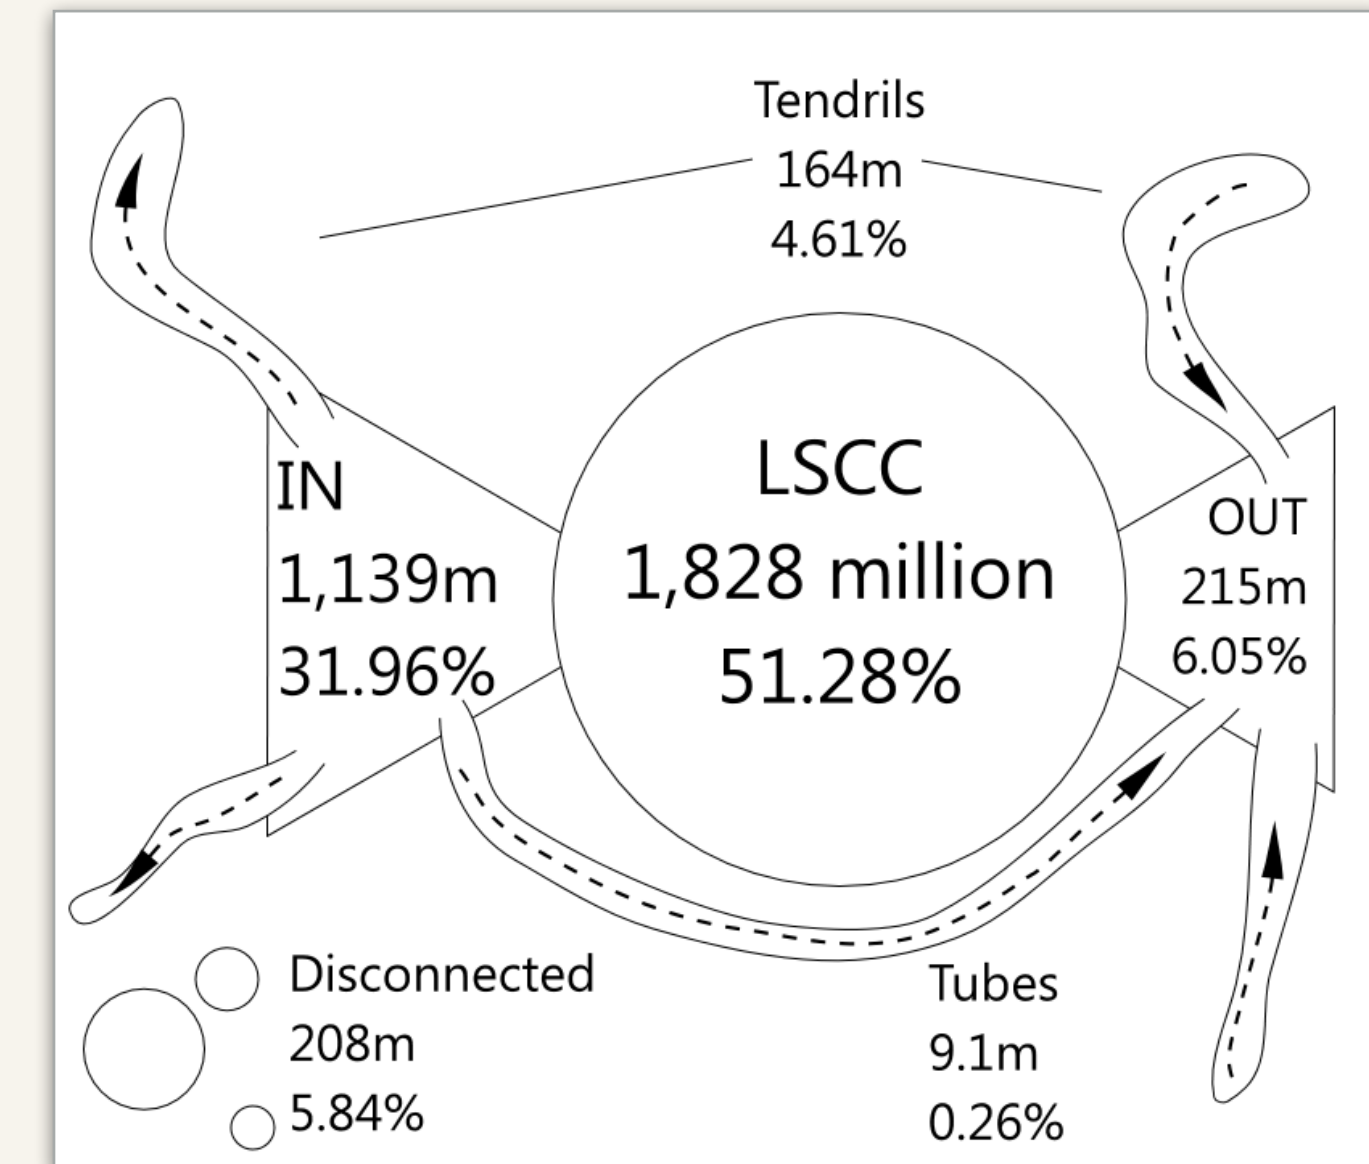 Tendrils
164m
4.61%
IN
1,139m
31.96%
LSCC
1,828 million
51.28%
OUT
215m
6.05%
Disconnected
208m
5.84%
Tubes
9.1m
0.26%